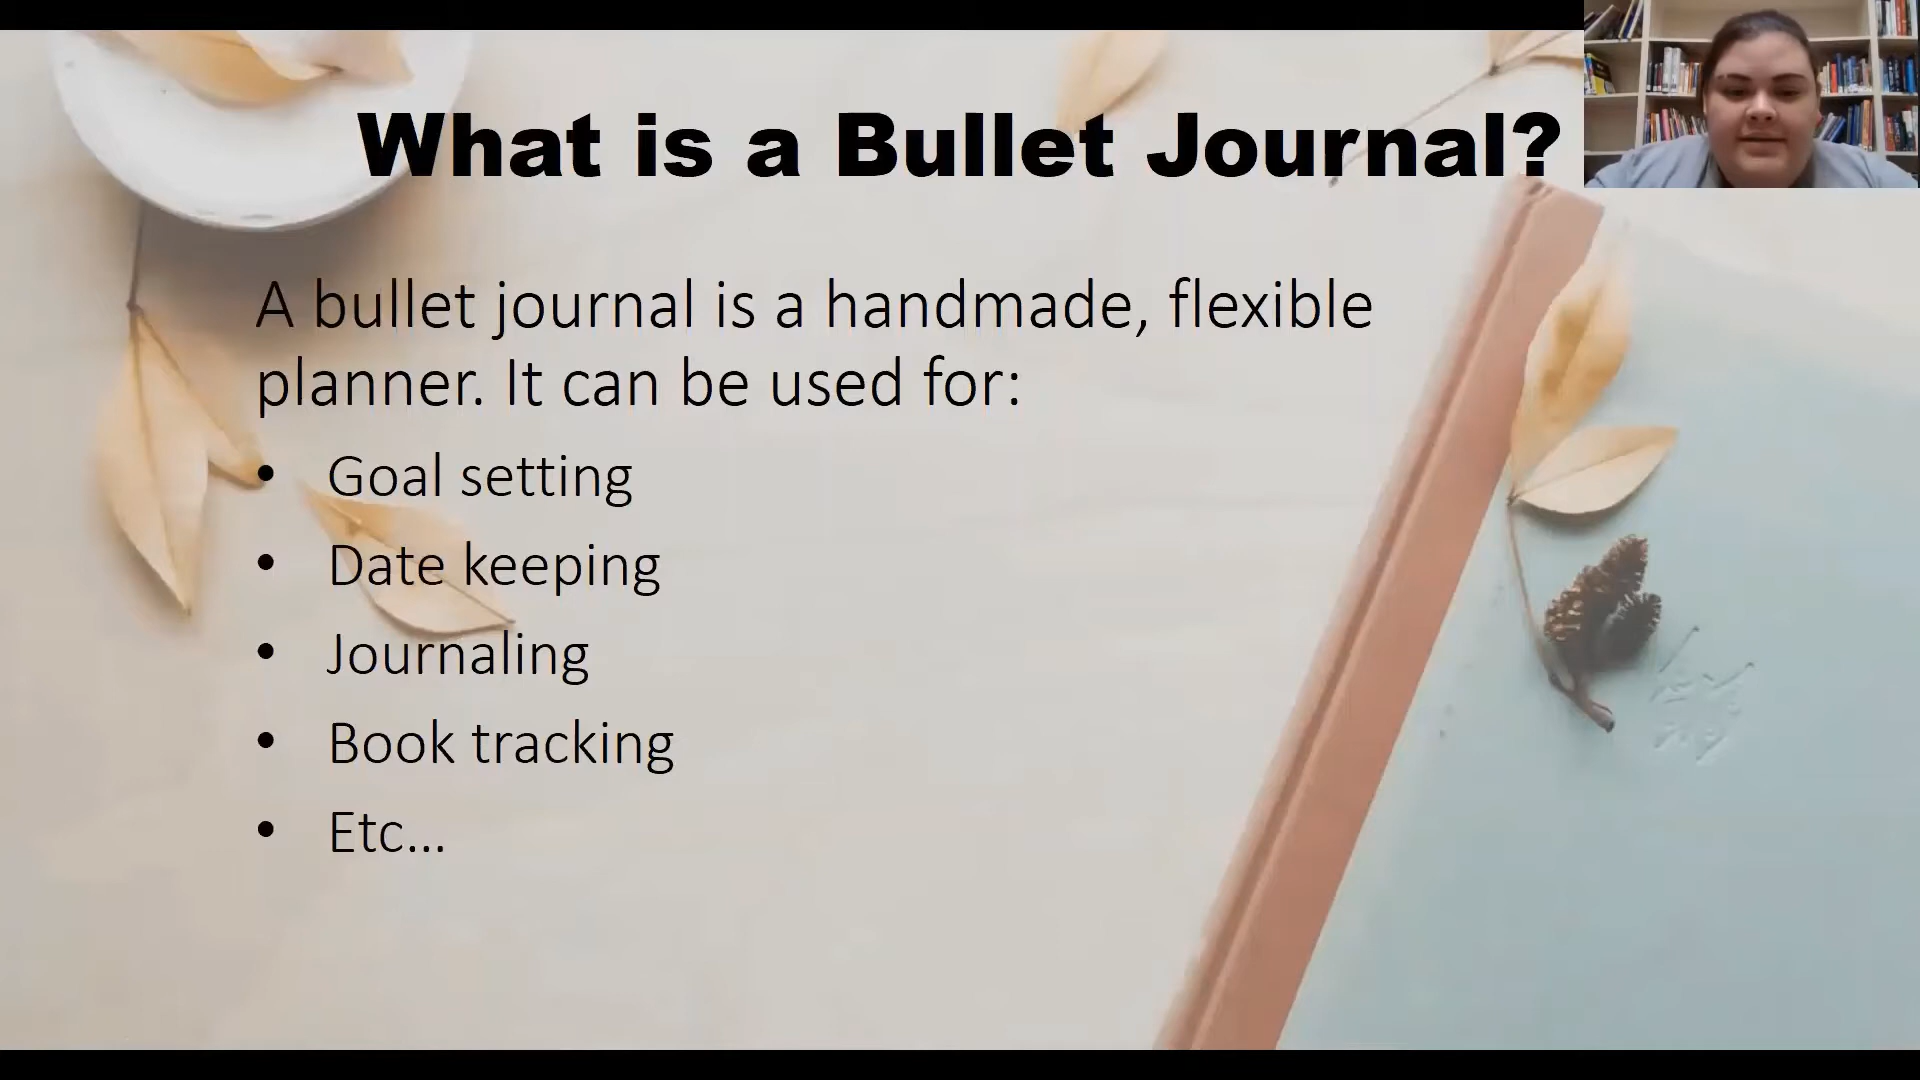 What is a Bullet Journal?
A bullet journal is a handmade, flexible
planner. It can be used for:
• Goal setting
• Date keeping
• Journaling
• Book tracking
• Etc...